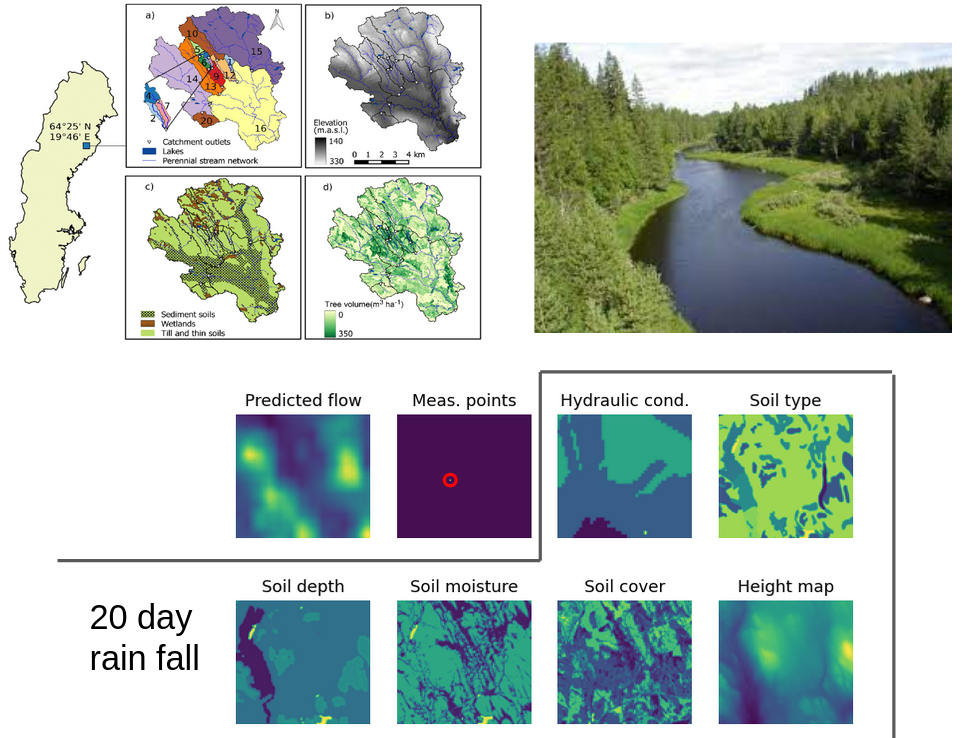 a)
10
5
15
6
1
12
9
14
13
4
7
2
20
16
Catchment outlets
Lakes
Perennial stream network
b)
Elevation
(m.a.s.l.)
140
330
0 1 2 3 4 km
64°25' N
19°46' E
c)
Sediment soils
Wetlands
Till and thin soils
d)
Tree volume(m³ ha⁻¹)
0
350
Predicted flow
Meas. points
Hydraulic cond.
Soil type
20 day
rain fall
Soil depth
Soil moisture
Soil cover
Height map